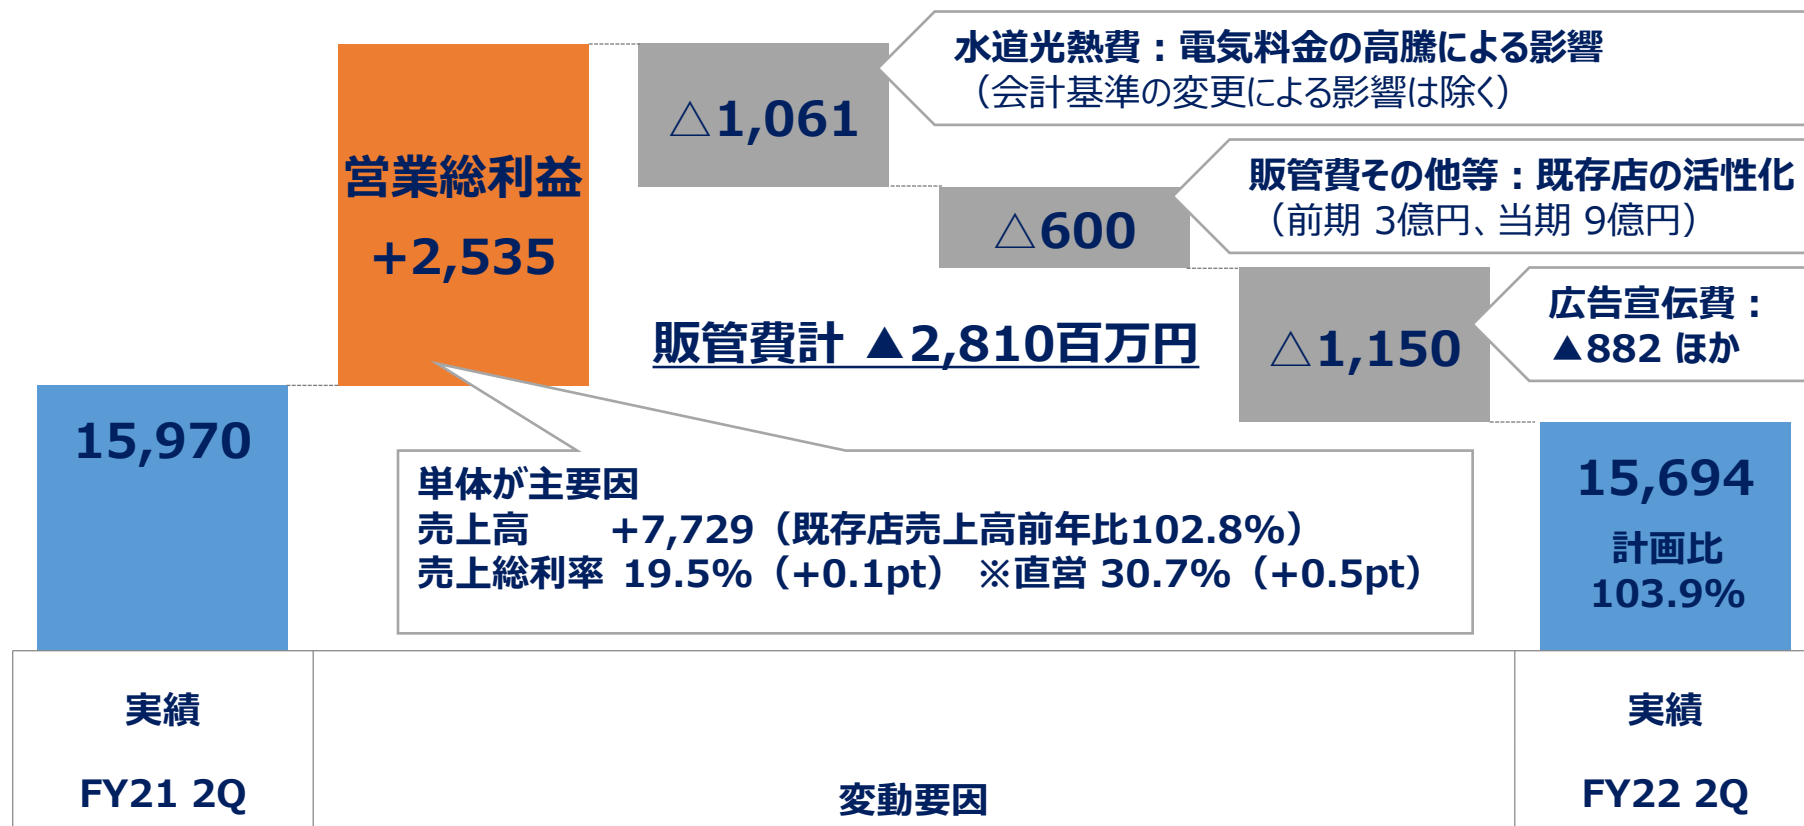 水道光熱費：電気料金の高騰による影響
（会計基準の変更による影響は除く）
△1,061
営業総利益
+2,535
販管費その他等：既存店の活性化
（前期 3億円、当期 9億円）
△600
広告宣伝費：
▲882 ほか
△1,150
販管費計 ▲2,810百万円
15,970
単体が主要因
売上高 +7,729（既存店売上高前年比102.8%）
売上総利率 19.5%（+0.1pt） ※直営 30.7%（+0.5pt）
15,694
計画比
103.9%
実績
FY21 2Q
変動要因
実績
FY22 2Q